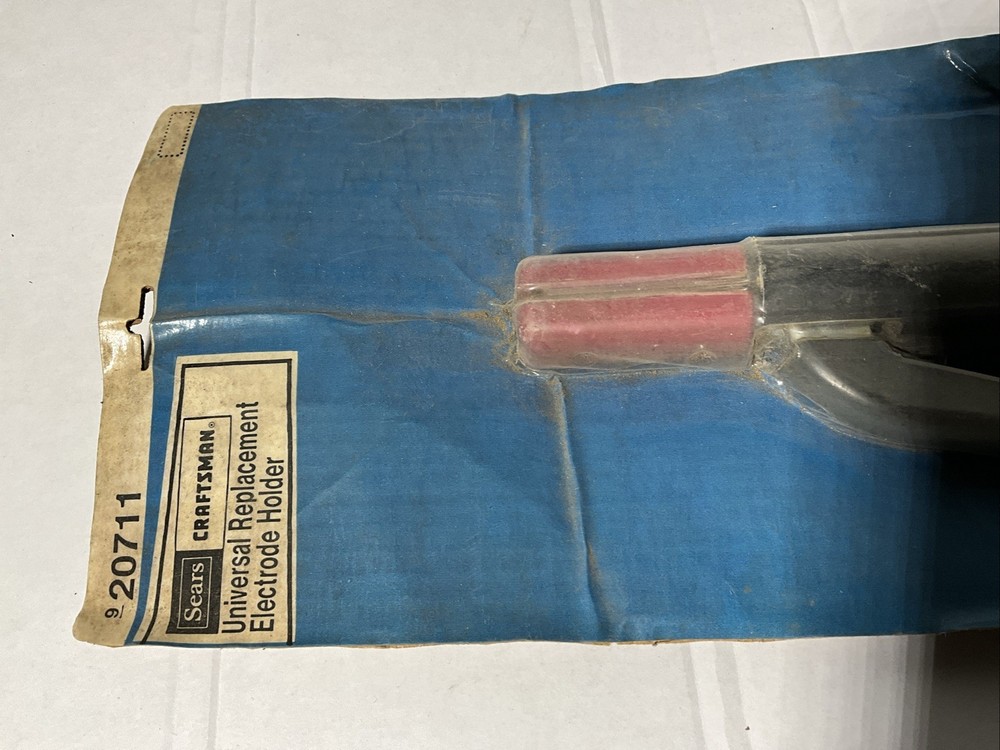 9 20711
Sears CRAFTSMAN®
Universal Replacement
Electrode Holder